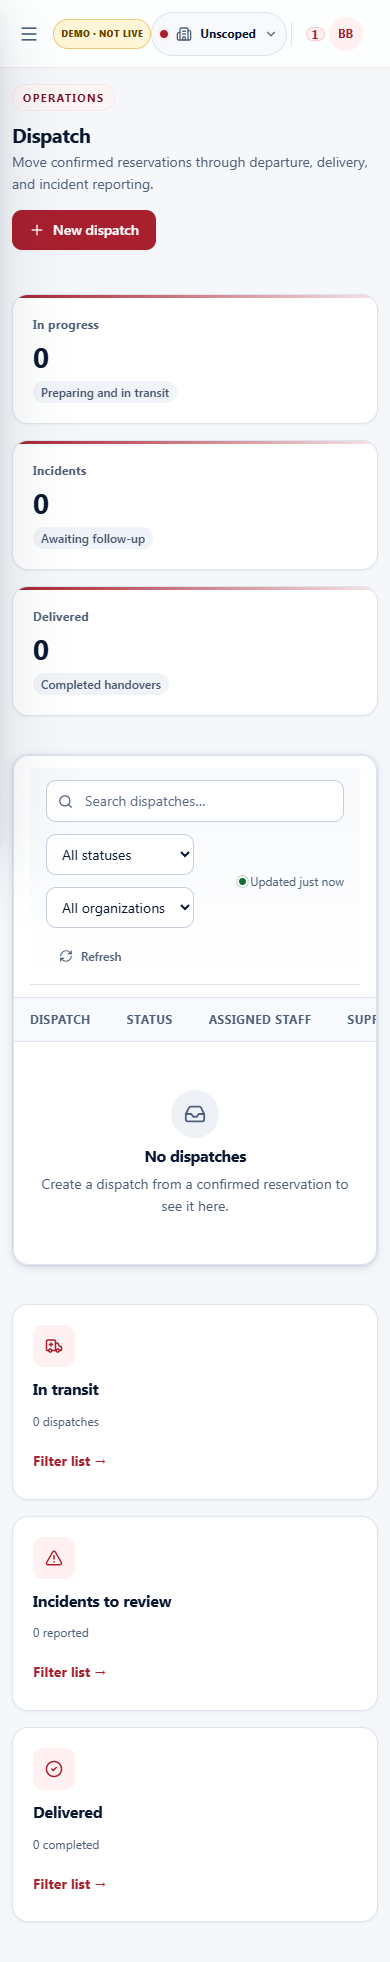 DEMO · NOT LIVE
Unscoped
1
BB
OPERATIONS
Dispatch
Move confirmed reservations through departure, delivery,
and incident reporting.
New dispatch
In progress
0
Preparing and in transit
Incidents
0
Awaiting follow-up
Delivered
0
Completed handovers
Search dispatches...
All statuses
Updated just now
All organizations
Refresh
DISPATCH STATUS ASSIGNED STAFF
No dispatches
Create a dispatch from a confirmed reservation to
see it here.
In transit
0 dispatches
Filter list →
Incidents to review
0 reported
Filter list →
Delivered
0 completed
Filter list →